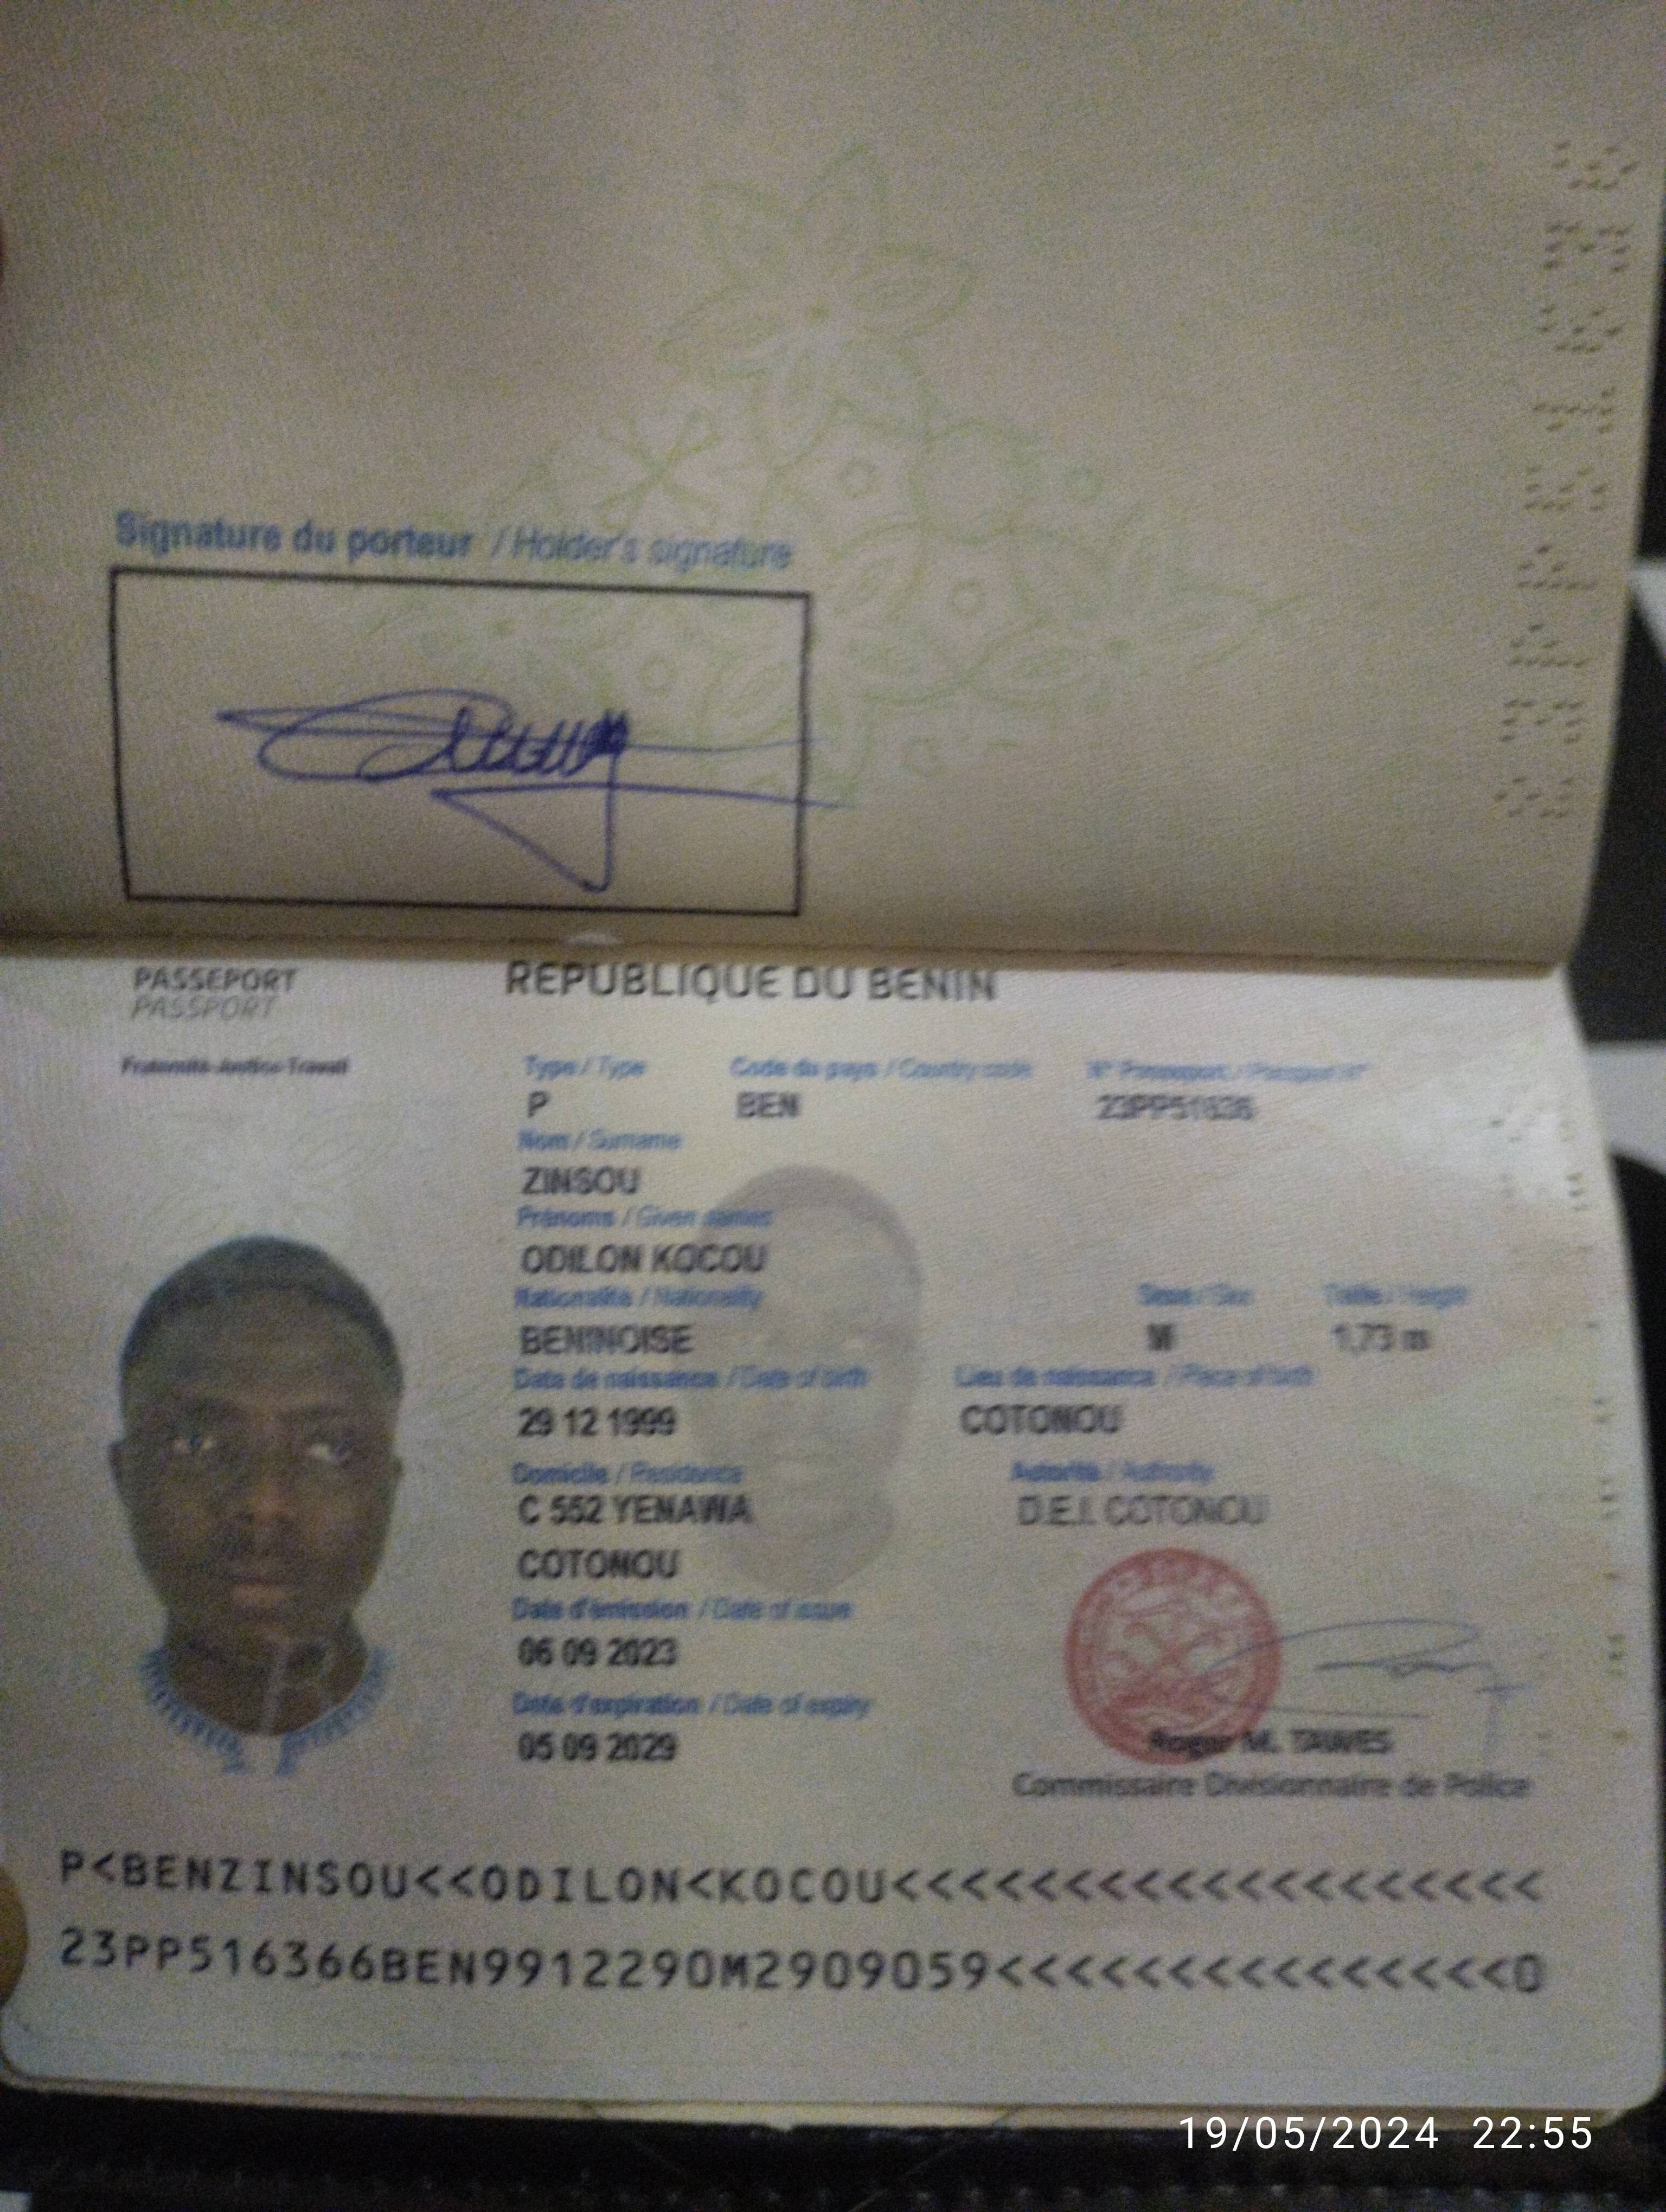 Signature du porteur / Holder's signature
PASSEPORT
PASSPORT
REPUBLIQUE DU BENIN
Fraternité-Justice-Travail
Type / Type
Code du pays / Country code
N° Passeport / Passport N°
P
BEN
23PP51636
Nom / Surname
ZINSOU
Prénoms / Given names
ODILON KOCOU
Nationalité / Nationality
Sexe / Sex
Taille / Height
BENINOISE
M
1,73 m
Date de naissance / Date of birth
Lieu de naissance / Place of birth
29 12 1999
COTONOU
Domicile / Residence
Autorité / Authority
C 552 YENAWA
D.E.I. COTONOU
COTONOU
Date d'émission / Date of issue
06 09 2023
Date d'expiration / Date of expiry
05 09 2029
Roger M. TAWES
Commissaire Divisionnaire de Police
P<BENZINSOU<<ODILON<KOCOU<<<<<<<<<<<<<<<<<<<
23PP516366BEN9912290M2909059<<<<<<<<<<<<<<<0
19/05/2024 22:55